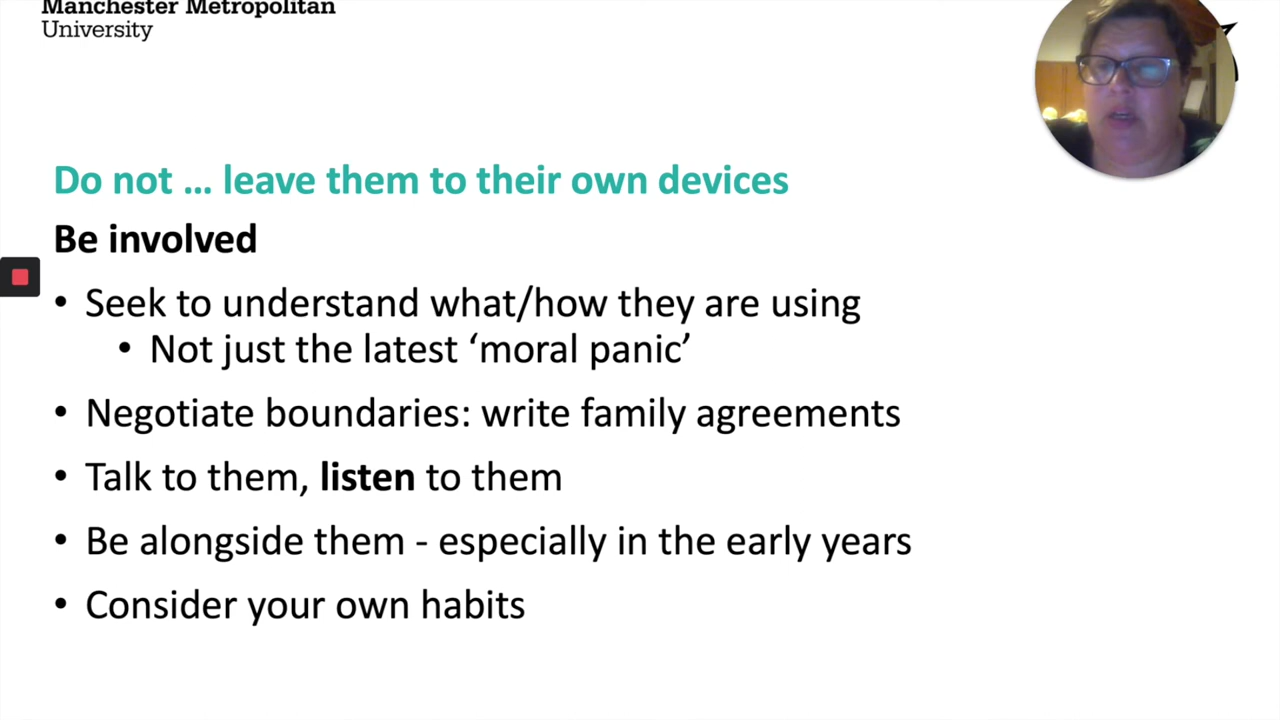 Manchester Metropolitan
University
Do not … leave them to their own devices
Be involved
• Seek to understand what/how they are using
• Not just the latest ‘moral panic’
• Negotiate boundaries: write family agreements
• Talk to them, listen to them
• Be alongside them - especially in the early years
• Consider your own habits